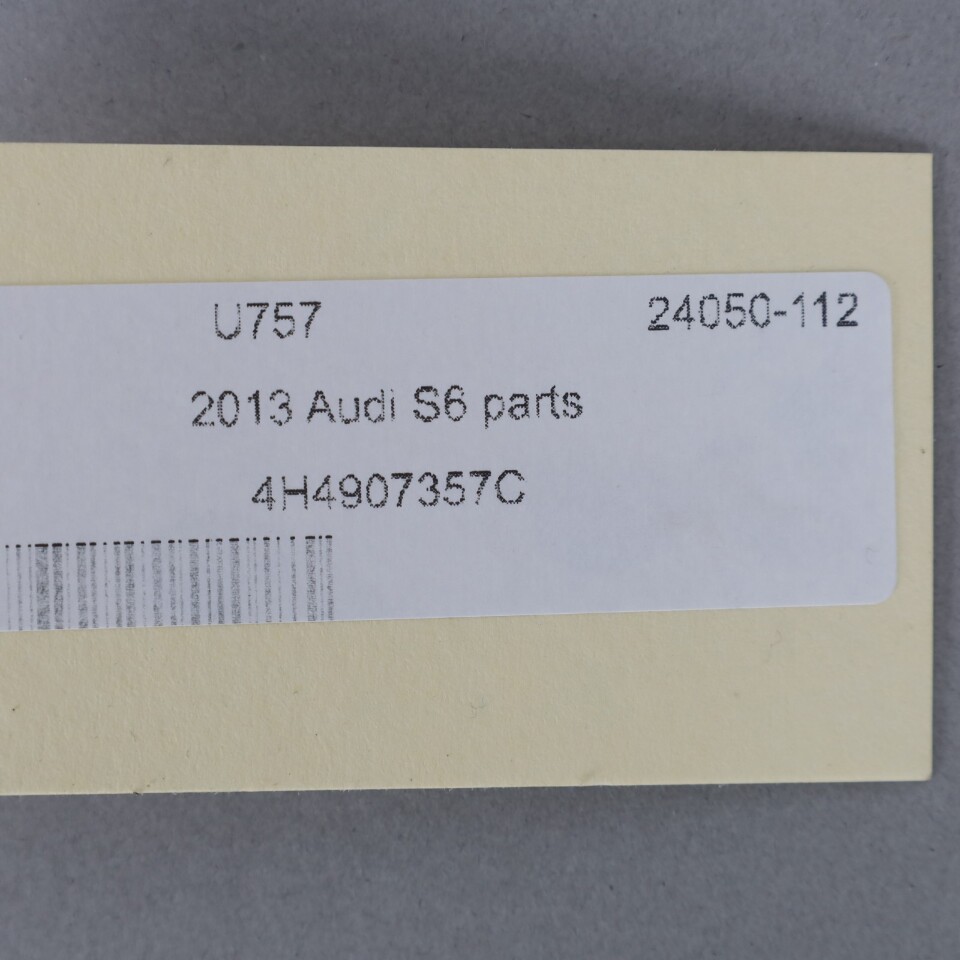 U757 24050-112
2013 Audi S6 parts
4H4907357C